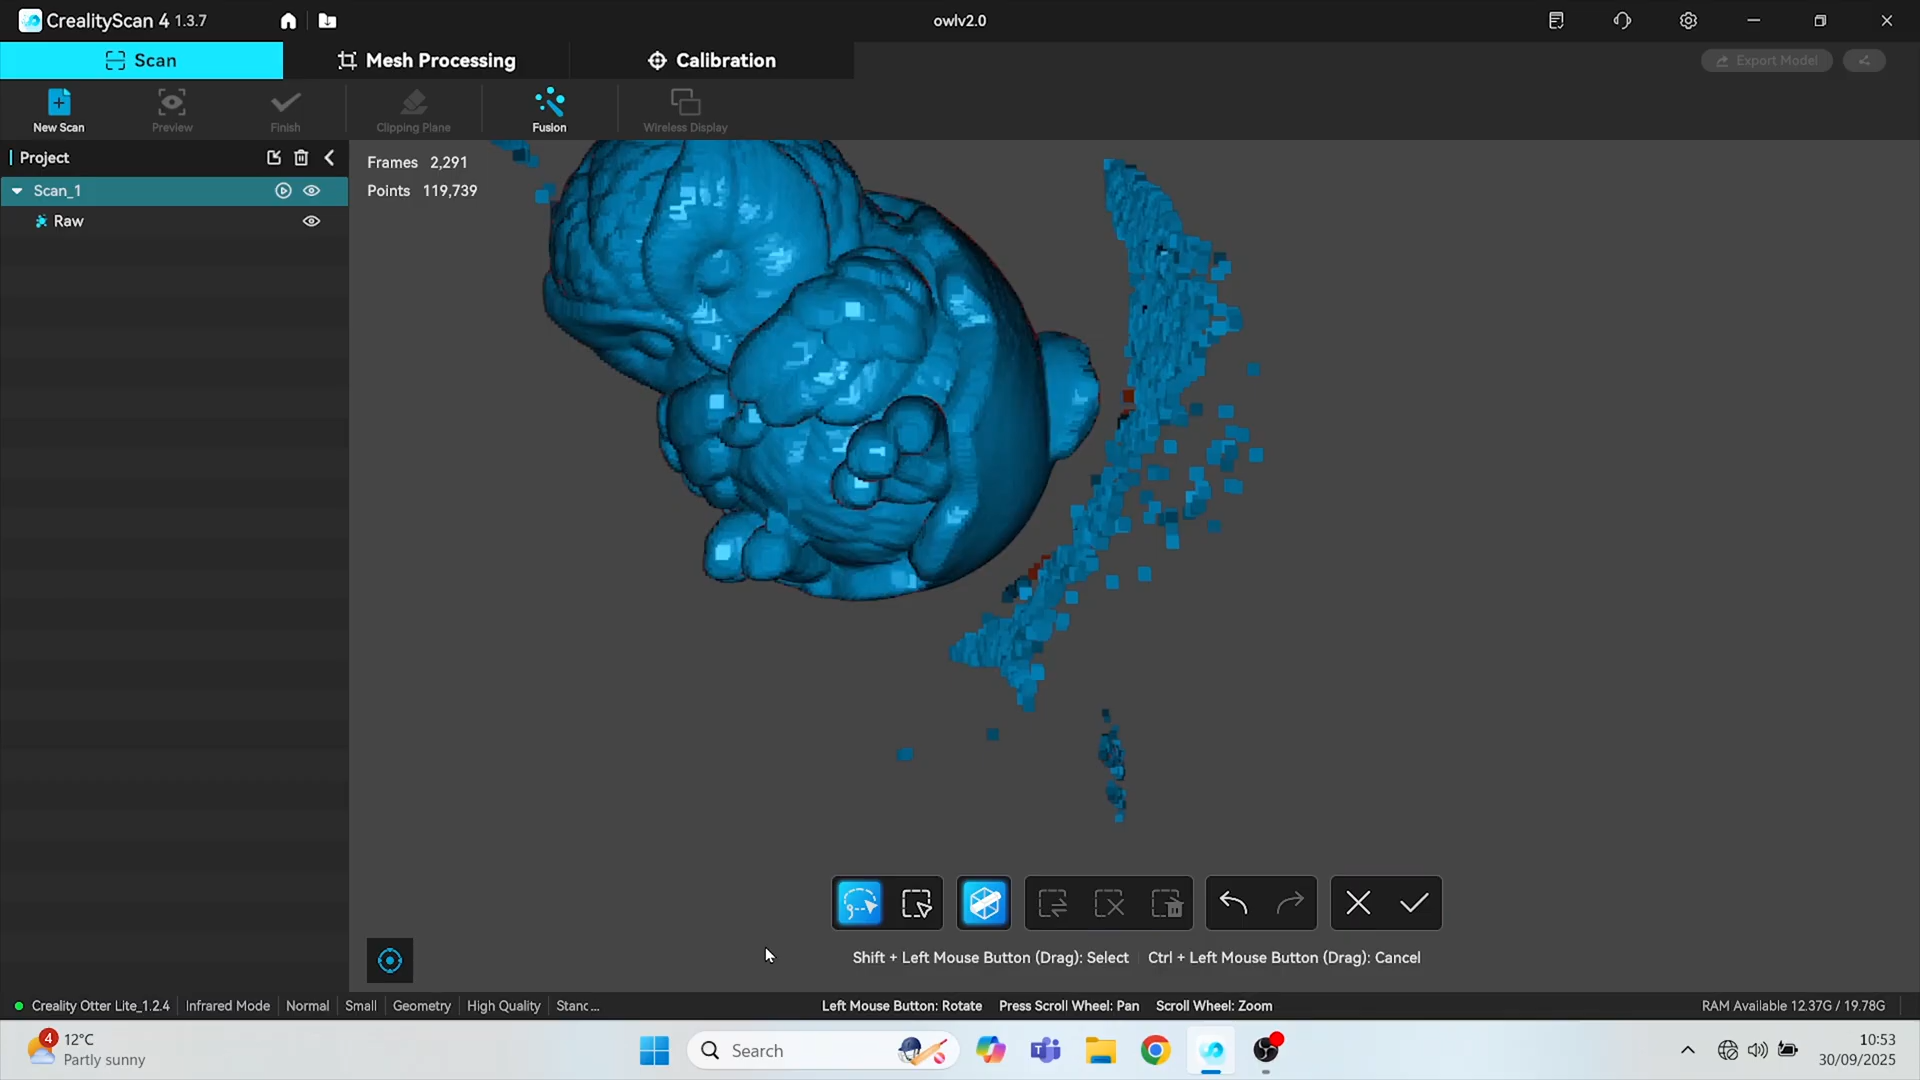 CrealityScan 4 1.3.7
owlv2.0
Scan
Mesh Processing
Calibration
Export Model
New Scan
Preview
Finish
Clipping Plane
Fusion
Wireless Display
Project
Frames 2,291
Scan_1
Points 119,739
Raw
Shift + Left Mouse Button (Drag): Select
Ctrl + Left Mouse Button (Drag): Cancel
Creality Otter Lite_1.2.4
Infrared Mode
Normal
Small
Geometry
High Quality
Stanc...
Left Mouse Button: Rotate
Press Scroll Wheel: Pan
Scroll Wheel: Zoom
RAM Available 12.37G / 19.78G
4
12°C
Partly sunny
Search
10:53
30/09/2025